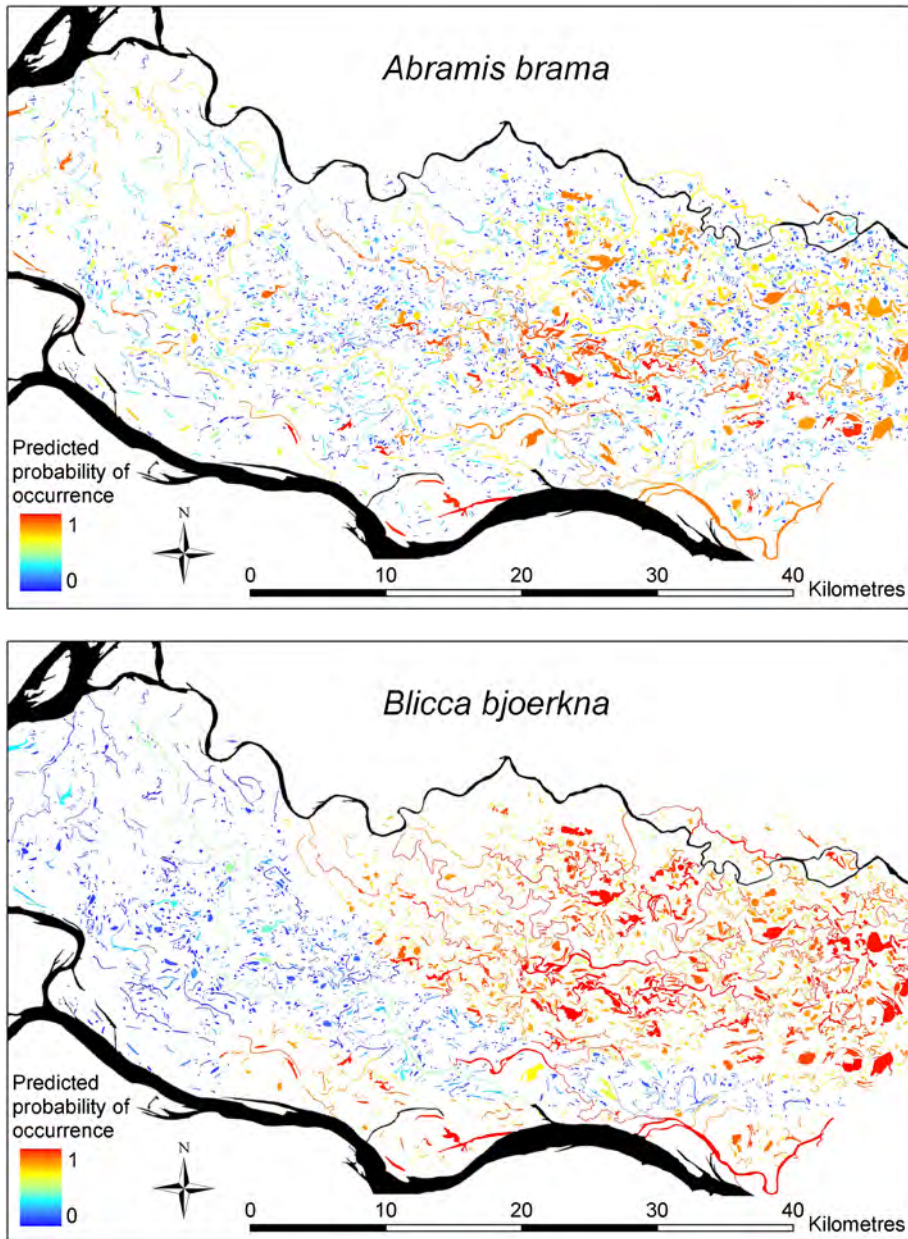 Abramis brama
Predicted
probability of
occurrence
1
0
N
0 10 20 30 40
Kilometres
Blicca bjoerkna
Predicted
probability of
occurrence
1
0
N
0 10 20 30 40
Kilometres